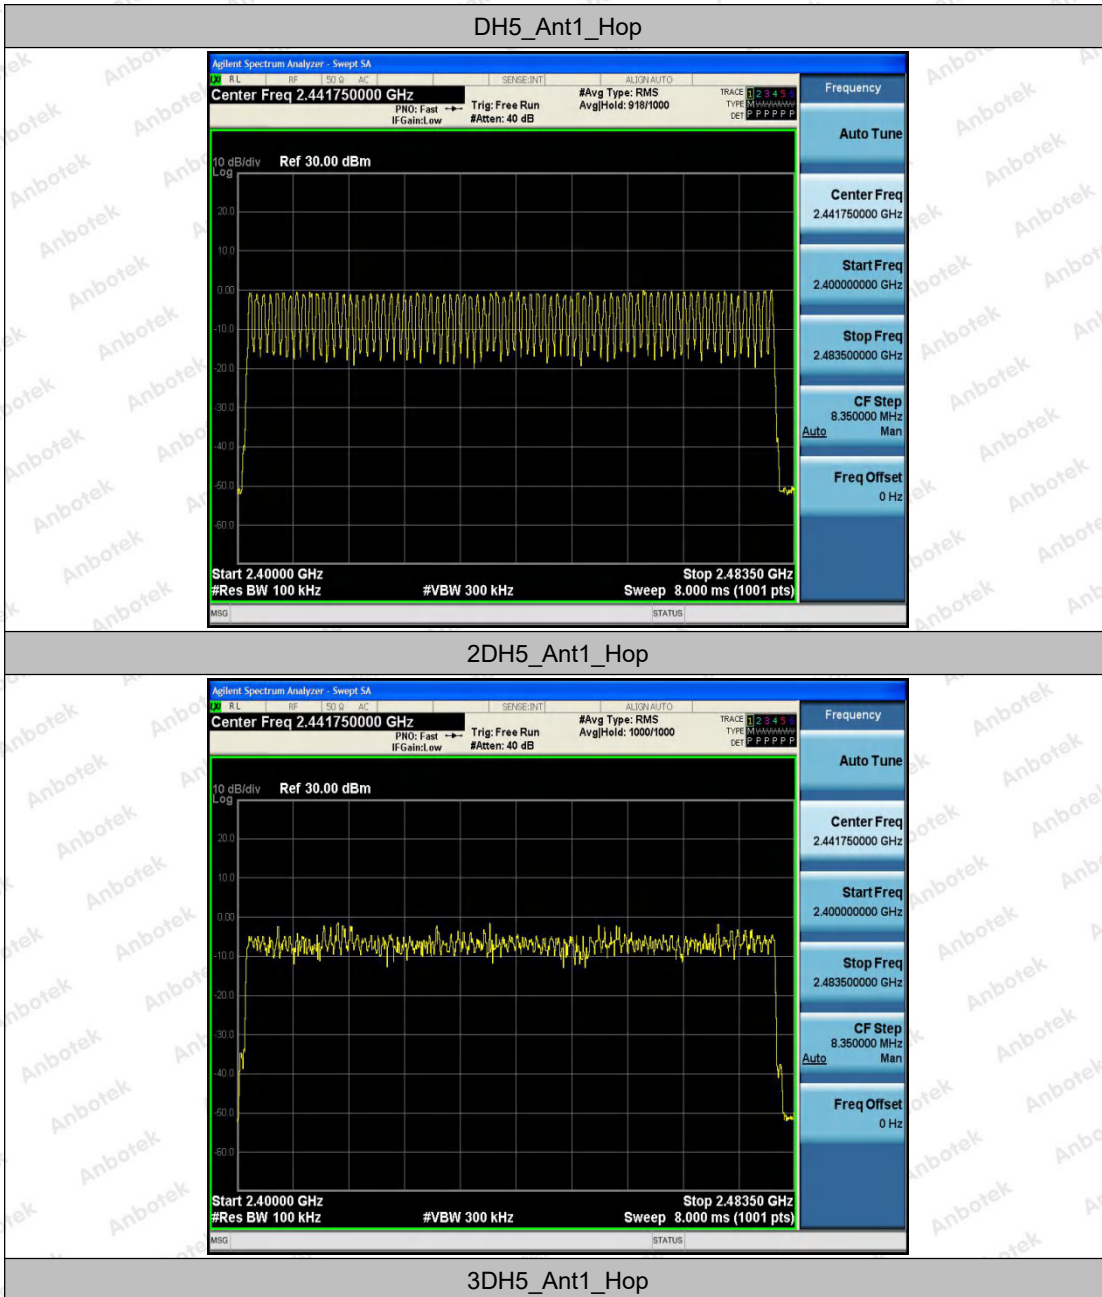 DH5_Ant1_Hop
Agilent Spectrum Analyzer - Swept SA
RL RF 50 Ω AC SENSE:INT ALIGN AUTO
Center Freq 2.441750000 GHz
PNO: Fast
IFGain:Low
Trig: Free Run
#Atten: 40 dB
#Avg Type: RMS
Avg|Hold: 918/1000
TRACE 1 2 3 4 5 6
TYPE M
DET P P P P P P
10 dB/div Ref 30.00 dBm
Log
20.0
10.0
0.00
-10.0
-20.0
-30.0
-40.0
-50.0
-60.0
Start 2.40000 GHz Stop 2.48350 GHz
#Res BW 100 kHz #VBW 300 kHz Sweep 8.000 ms (1001 pts)
MSG STATUS
Frequency
Auto Tune
Center Freq
2.441750000 GHz
Start Freq
2.400000000 GHz
Stop Freq
2.483500000 GHz
CF Step
8.350000 MHz
Auto Man
Freq Offset
0 Hz
2DH5_Ant1_Hop
Agilent Spectrum Analyzer - Swept SA
RL RF 50 Ω AC SENSE:INT ALIGN AUTO
Center Freq 2.441750000 GHz
PNO: Fast
IFGain:Low
Trig: Free Run
#Atten: 40 dB
#Avg Type: RMS
Avg|Hold: 1000/1000
TRACE 1 2 3 4 5 6
TYPE M
DET P P P P P P
10 dB/div Ref 30.00 dBm
Log
20.0
10.0
0.00
-10.0
-20.0
-30.0
-40.0
-50.0
-60.0
Start 2.40000 GHz Stop 2.48350 GHz
#Res BW 100 kHz #VBW 300 kHz Sweep 8.000 ms (1001 pts)
MSG STATUS
Frequency
Auto Tune
Center Freq
2.441750000 GHz
Start Freq
2.400000000 GHz
Stop Freq
2.483500000 GHz
CF Step
8.350000 MHz
Auto Man
Freq Offset
0 Hz
3DH5_Ant1_Hop